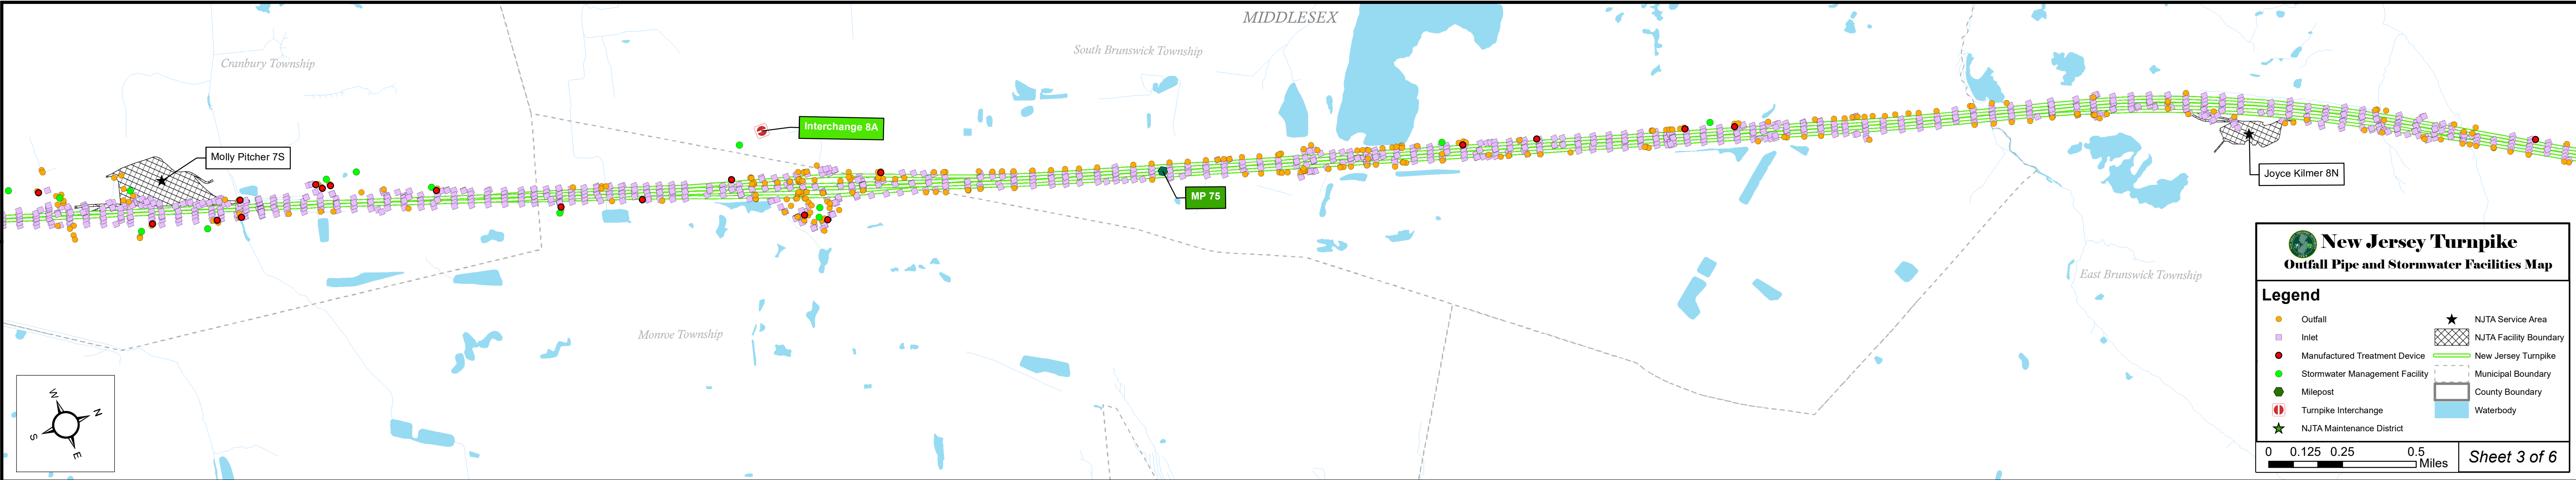 MIDDLESEX
South Brunswick Township
Cranbury Township
Interchange 8A
Molly Pitcher 7S
MP 75
Joyce Kilmer 8N
East Brunswick Township
Monroe Township
W
N
S
E
New Jersey Turnpike
Outfall Pipe and Stormwater Facilities Map
Legend
Outfall
Inlet
Manufactured Treatment Device
Stormwater Management Facility
Milepost
Turnpike Interchange
NJTA Maintenance District
NJTA Service Area
NJTA Facility Boundary
New Jersey Turnpike
Municipal Boundary
County Boundary
Waterbody
0 0.125 0.25 0.5
Miles
Sheet 3 of 6